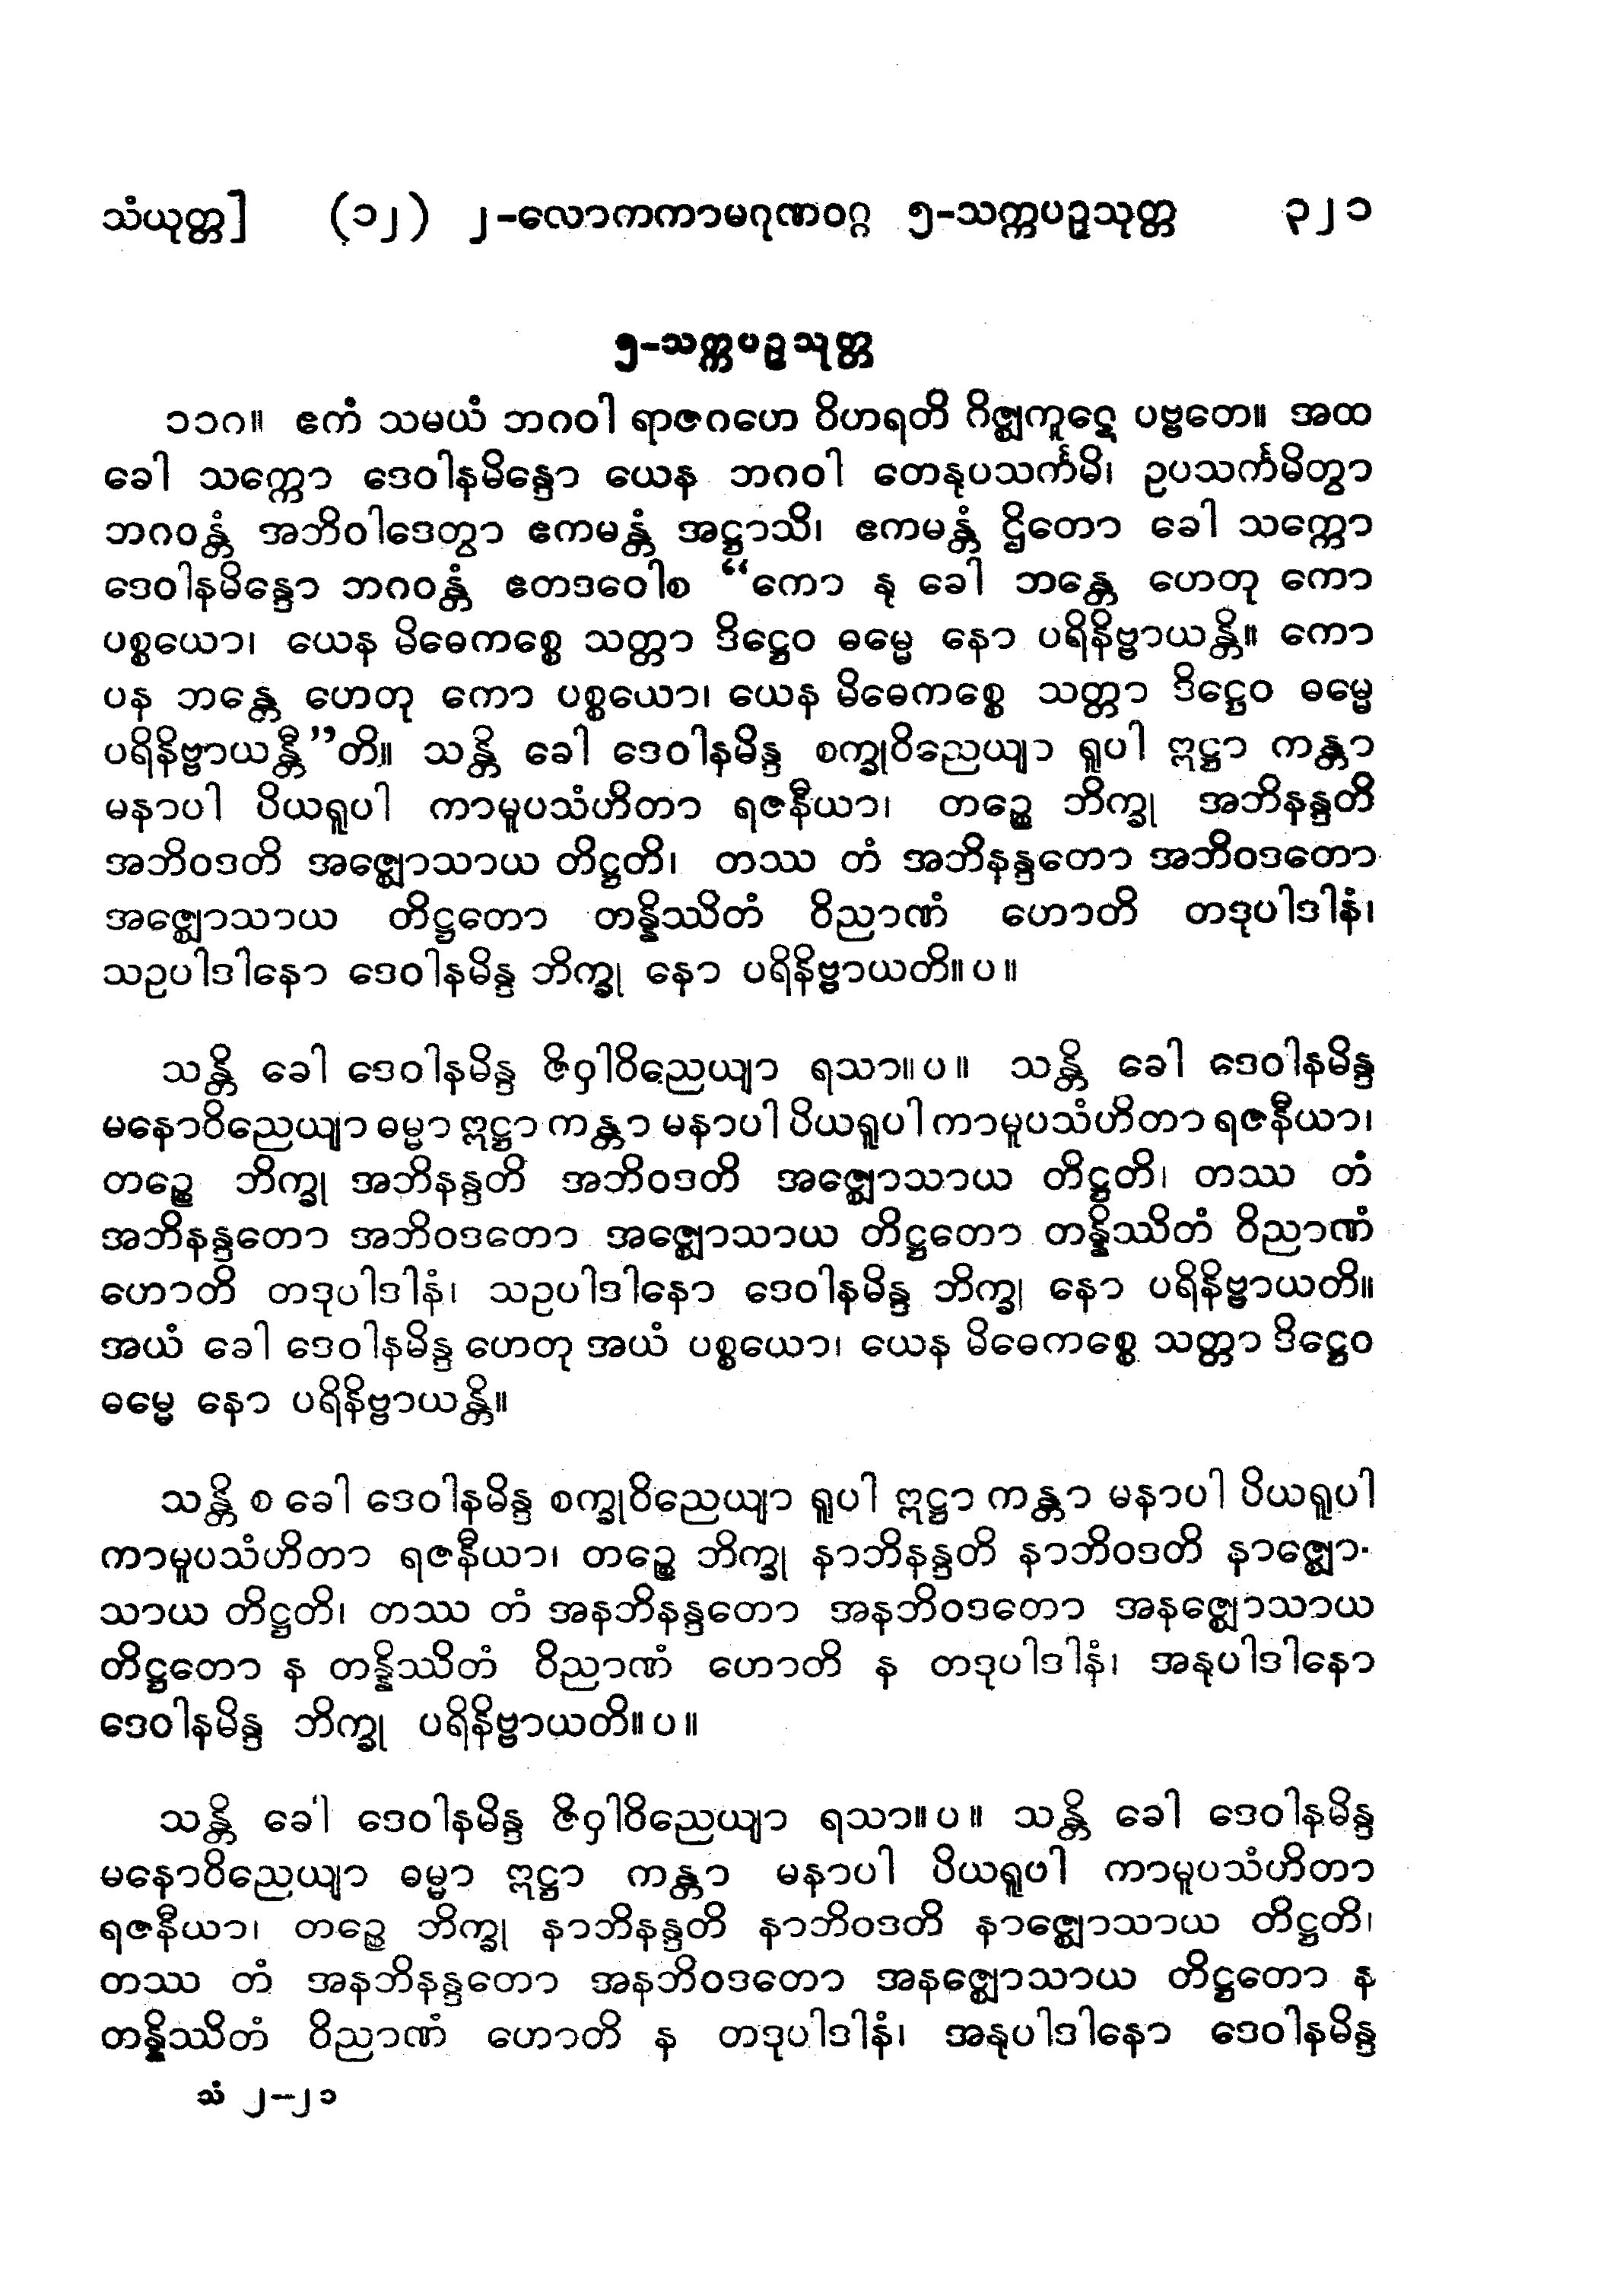 သံယုတ္တ]   (၁၂) ၂-လောကကာမဂုဏဝဂ္ဂ ၅-သက္ကပဉှသုတ္တ   ၃၂၁
၅-သက္ကပဉှသုတ္တ
၁၁၈။ ဧကံ သမယံ ဘဂဝါ ရာဇဂဟေ ဝိဟရတိ ဂိဇ္ဈကူဋေ ပဗ္ဗတေ။ အထ
ခေါ သက္ကော ဒေဝါနမိန္ဒော ယေန ဘဂဝါ တေနုပသင်္ကမိ၊ ဥပသင်္ကမိတွာ
ဘဂဝန္တံ အဘိဝါဒေတွာ ဧကမန္တံ အဋ္ဌာသိ၊ ဧကမန္တံ ဌိတော ခေါ သက္ကော
ဒေဝါနမိန္ဒော ဘဂဝန္တံ ဧတဒဝေါစ “ကော နု ခေါ ဘန္တေ ဟေတု ကော
ပစ္စယော၊ ယေန မိဓေကစ္စေ သတ္တာ ဒိဋ္ဌေဝ ဓမ္မေ နော ပရိနိဗ္ဗာယန္တိ။ ကော
ပန ဘန္တေ ဟေတု ကော ပစ္စယော၊ ယေန မိဓေကစ္စေ သတ္တာ ဒိဋ္ဌေဝ ဓမ္မေ
ပရိနိဗ္ဗာယန္တီ”တိ။ သန္တိ ခေါ ဒေဝါနမိန္ဒ စက္ခုဝိညေယျာ ရူပါ ဣဋ္ဌာ ကန္တာ
မနာပါ ပိယရူပါ ကာမူပသံဟိတာ ရဇနီယာ၊ တဉ္စေ ဘိက္ခု အဘိနန္ဒတိ
အဘိဝဒတိ အဇ္ဈောသာယ တိဋ္ဌတိ၊ တဿ တံ အဘိနန္ဒတော အဘိဝဒတော
အဇ္ဈောသာယ တိဋ္ဌတော တန္နိဿိတံ ဝိညာဏံ ဟောတိ တဒုပါဒါနံ၊
သဥပါဒါနော ဒေဝါနမိန္ဒ ဘိက္ခု နော ပရိနိဗ္ဗာယတိ။ပ။
သန္တိ ခေါ ဒေဝါနမိန္ဒ ဇိဝှါဝိညေယျာ ရသာ။ပ။ သန္တိ ခေါ ဒေဝါနမိန္ဒ
မနောဝိညေယျာ ဓမ္မာ ဣဋ္ဌာ ကန္တာ မနာပါ ပိယရူပါ ကာမူပသံဟိတာ ရဇနီယာ၊
တဉ္စေ ဘိက္ခု အဘိနန္ဒတိ အဘိဝဒတိ အဇ္ဈောသာယ တိဋ္ဌတိ၊ တဿ တံ
အဘိနန္ဒတော အဘိဝဒတော အဇ္ဈောသာယ တိဋ္ဌတော တန္နိဿိတံ ဝိညာဏံ
ဟောတိ တဒုပါဒါနံ၊ သဥပါဒါနော ဒေဝါနမိန္ဒ ဘိက္ခု နော ပရိနိဗ္ဗာယတိ။
အယံ ခေါ ဒေဝါနမိန္ဒ ဟေတု အယံ ပစ္စယော၊ ယေန မိဓေကစ္စေ သတ္တာ ဒိဋ္ဌေဝ
ဓမ္မေ နော ပရိနိဗ္ဗာယန္တိ။
သန္တိ စ ခေါ ဒေဝါနမိန္ဒ စက္ခုဝိညေယျာ ရူပါ ဣဋ္ဌာ ကန္တာ မနာပါ ပိယရူပါ
ကာမူပသံဟိတာ ရဇနီယာ၊ တဉ္စေ ဘိက္ခု နာဘိနန္ဒတိ နာဘိဝဒတိ နာဇ္ဈော-
သာယ တိဋ္ဌတိ၊ တဿ တံ အနဘိနန္ဒတော အနဘိဝဒတော အနဇ္ဈောသာယ
တိဋ္ဌတော န တန္နိဿိတံ ဝိညာဏံ ဟောတိ န တဒုပါဒါနံ၊ အနုပါဒါနော
ဒေဝါနမိန္ဒ ဘိက္ခု ပရိနိဗ္ဗာယတိ။ပ။
သန္တိ ခေါ ဒေဝါနမိန္ဒ ဇိဝှါဝိညေယျာ ရသာ။ပ။ သန္တိ ခေါ ဒေဝါနမိန္ဒ
မနောဝိညေယျာ ဓမ္မာ ဣဋ္ဌာ ကန္တာ မနာပါ ပိယရူပါ ကာမူပသံဟိတာ
ရဇနီယာ၊ တဉ္စေ ဘိက္ခု နာဘိနန္ဒတိ နာဘိဝဒတိ နာဇ္ဈောသာယ တိဋ္ဌတိ၊
တဿ တံ အနဘိနန္ဒတော အနဘိဝဒတော အနဇ္ဈောသာယ တိဋ္ဌတော န
တန္နိဿိတံ ဝိညာဏံ ဟောတိ န တဒုပါဒါနံ၊ အနုပါဒါနော ဒေဝါနမိန္ဒ
သံ ၂—၂၁